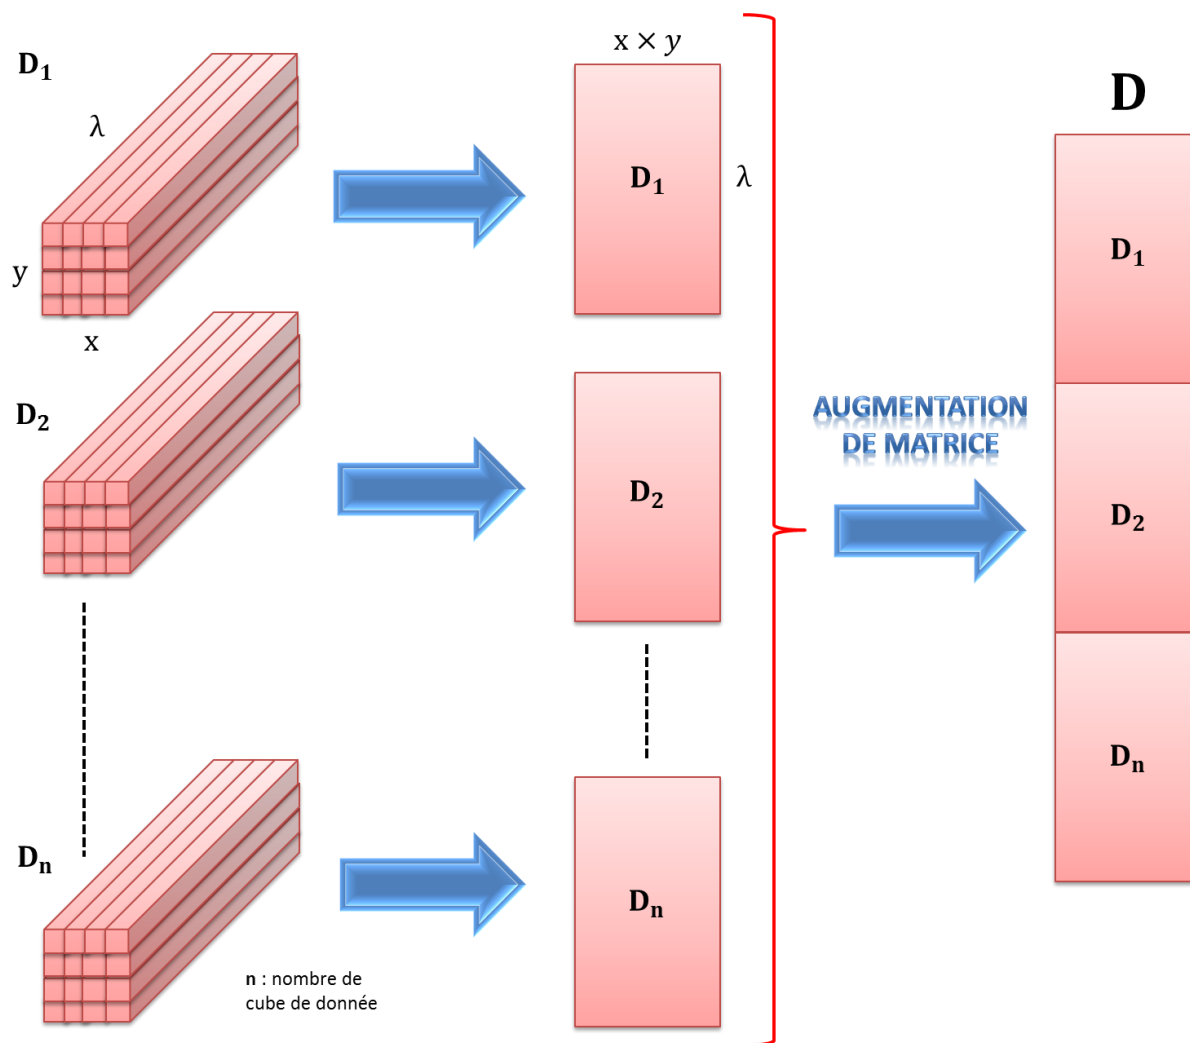 D₁
λ
y
x
x × y
D₁
λ
D₂
D₂
Dₙ
n : nombre de
cube de donnée
Dₙ
AUGMENTATION
DE MATRICE
D
D₁
D₂
Dₙ